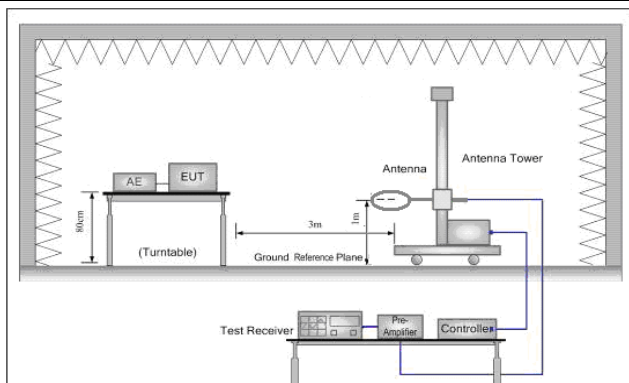 Antenna
Antenna Tower
AE
EUT
80cm
1m
3m
(Turntable)
Ground Reference Plane
Test Receiver
Pre-
Amplifier
Controller